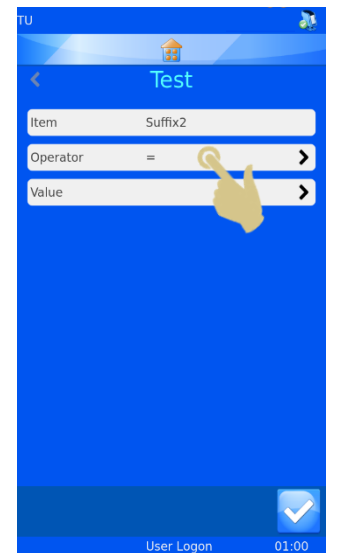 TU
Test
Item Suffix2
Operator =
Value
User Logon 01:00